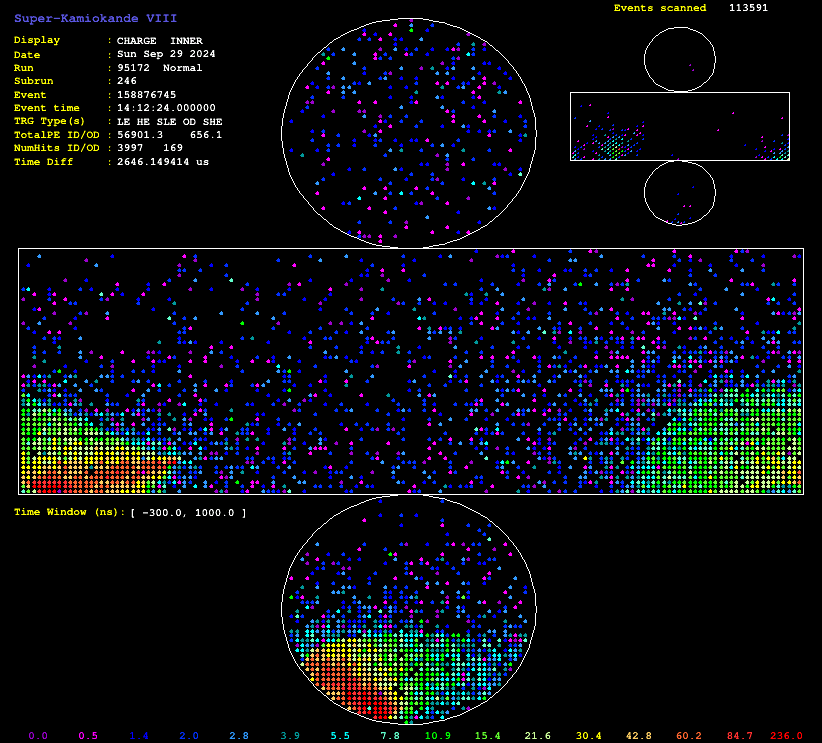 Super-Kamiokande VIII
Events scanned 113591
Display : CHARGE INNER
Date : Sun Sep 29 2024
Run : 95172 Normal
Subrun : 246
Event : 158876745
Event time : 14:12:24.000000
TRG Type(s) : LE HE SLE OD SHE
TotalPE ID/OD : 56901.3 656.1
NumHits ID/OD : 3997 169
Time Diff : 2646.149414 us
Time Window (ns): [ -300.0, 1000.0 ]
0.0 0.5 1.4 2.0 2.8 3.9 5.5 7.8 10.9 15.4 21.6 30.4 42.8 60.2 84.7 236.0